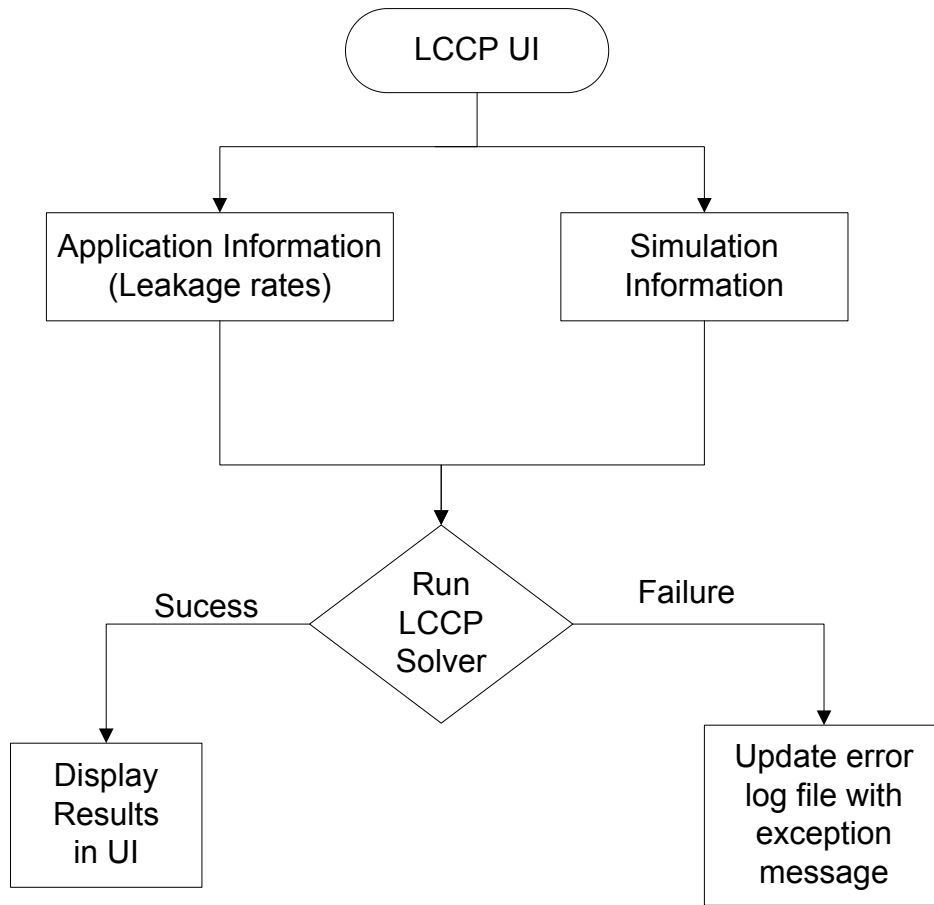 LCCP UI
Application Information
(Leakage rates)
Simulation
Information
Run
LCCP
Solver
Sucess
Failure
Display
Results
in UI
Update error
log file with
exception
message